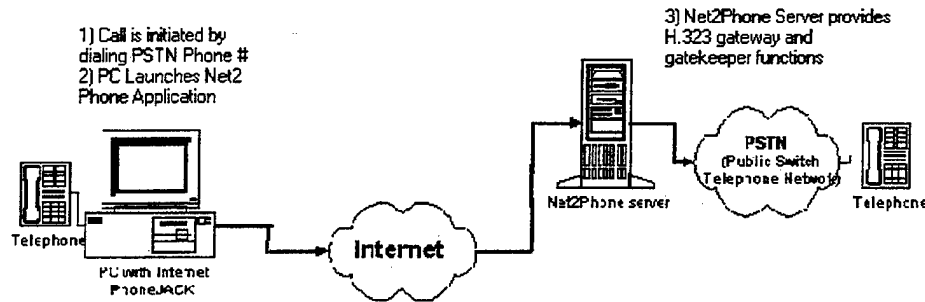 1) Call is initiated by
dialing PSTN Phone #
2) PC Launches Net2
Phone Application
3) Net2Phone Server provides
H.323 gateway and
gatekeeper functions
Telephone
PC with Internet
PhoneJACK
Internet
Net2Phone server
PSTN
(Public Switch
Telephone Network)
Telephone